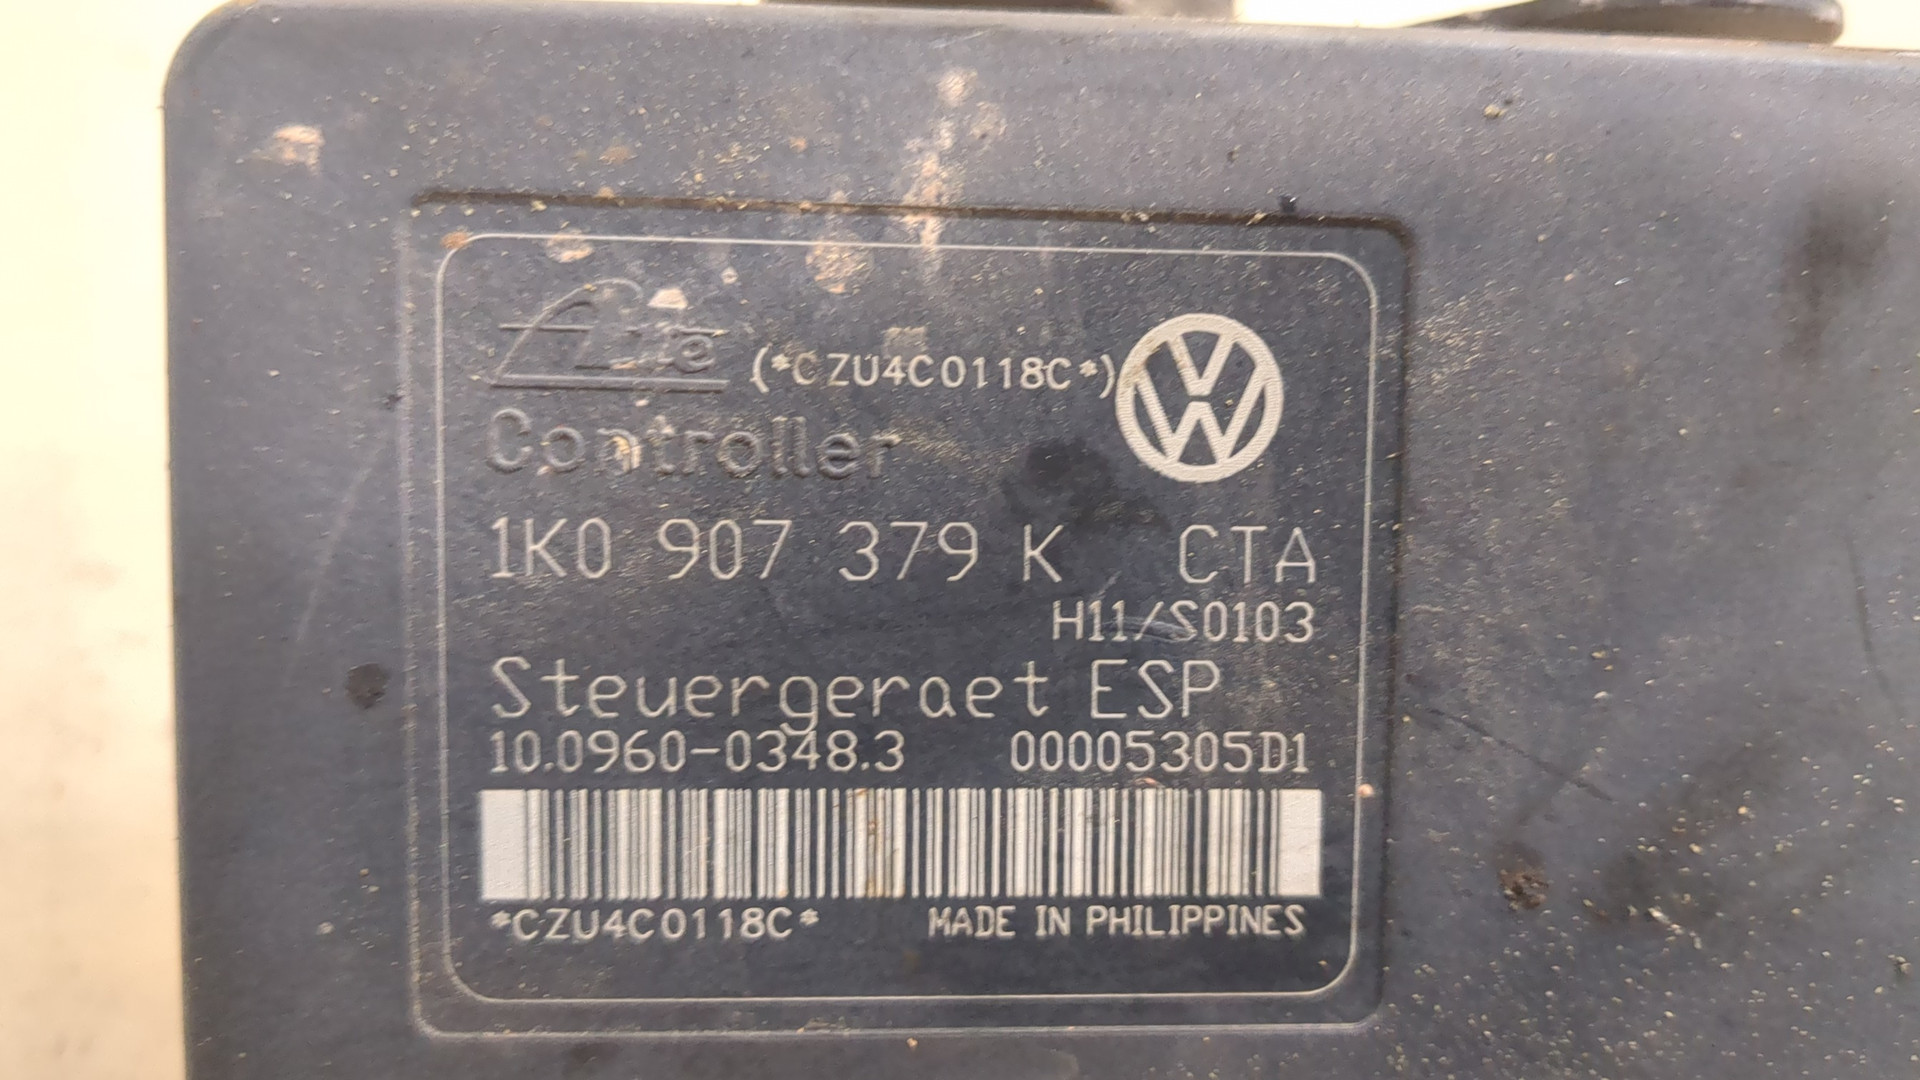 Ate (*CZU4C0118C*)
Controller
1K0 907 379 K CTA
H11/S0103
Steuergeraet ESP
10.0960-0348.3 00005305D1
*CZU4C0118C* MADE IN PHILIPPINES